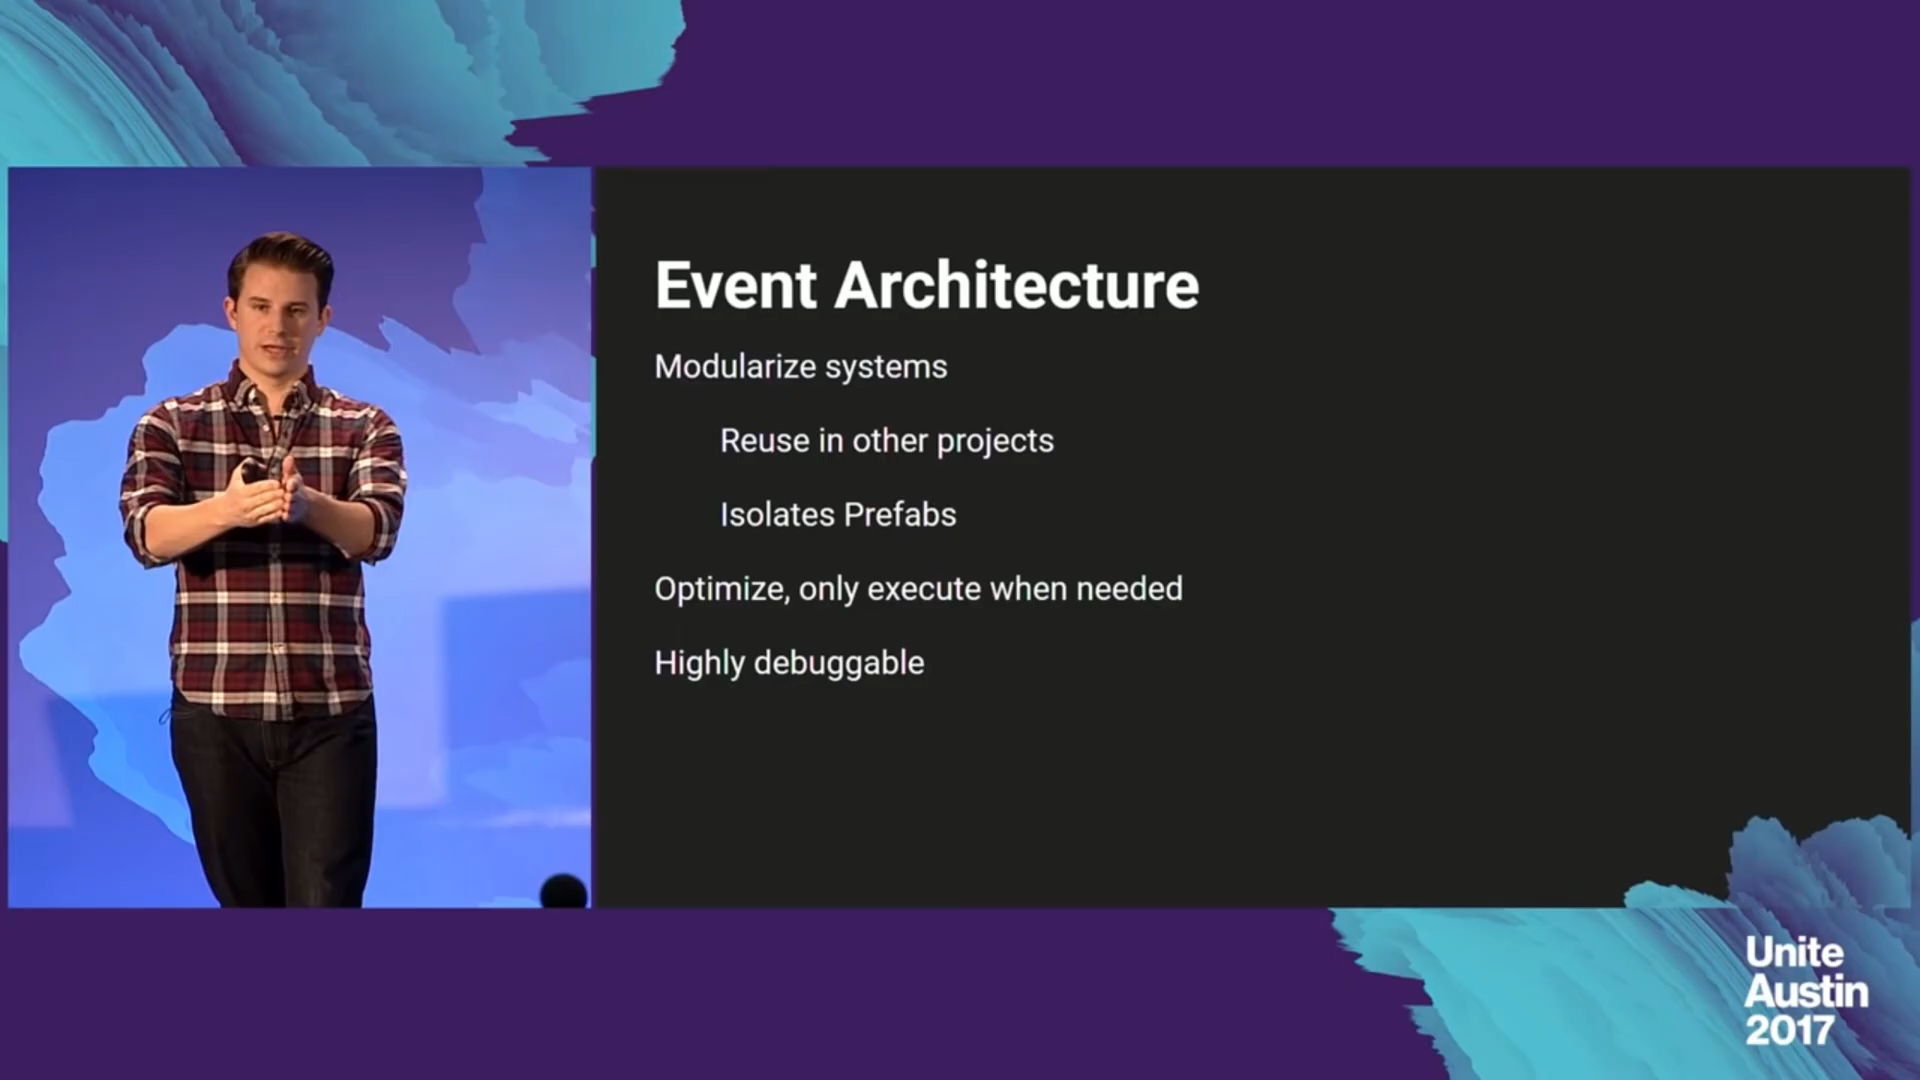 Event Architecture
Modularize systems
Reuse in other projects
Isolates Prefabs
Optimize, only execute when needed
Highly debuggable
Unite
Austin
2017